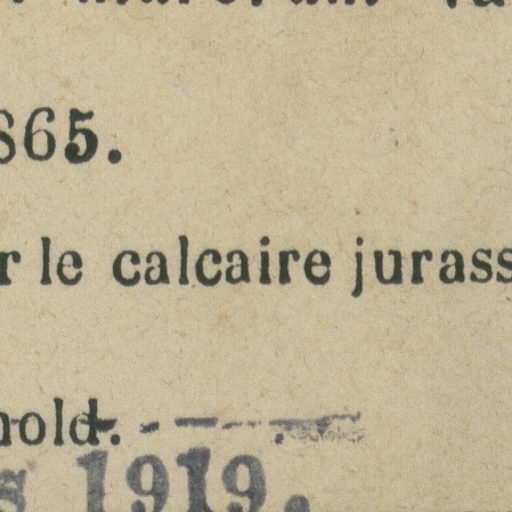 865.
le calcaire jurass
nold.
s 1919.